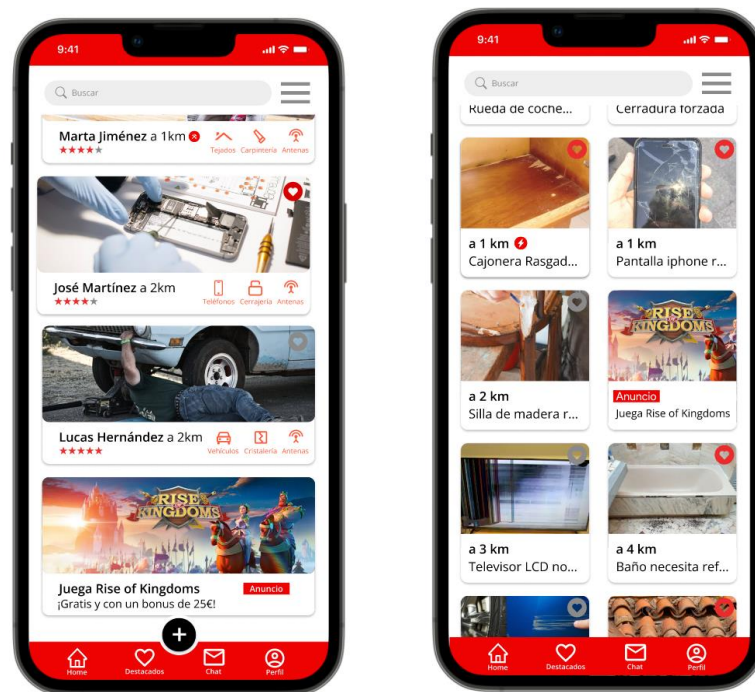 9:41
Buscar
Marta Jiménez a 1km
Tejados Carpintería Antenas
José Martínez a 2km
Teléfonos Cerrajería Antenas
Lucas Hernández a 2km
Vehículos Cristalería Antenas
RISE OF KINGDOMS
Juega Rise of Kingdoms Anuncio
¡Gratis y con un bonus de 25€!
+
Home Destacados Chat Perfil
9:41
Buscar
Rueda de coche... Cerradura forzada
a 1 km
Cajonera Rasgad...
a 1 km
Pantalla iphone r...
a 2 km
Silla de madera r...
RISE OF KINGDOMS
Anuncio
Juega Rise of Kingdoms
a 3 km
Televisor LCD no...
a 4 km
Baño necesita ref...
Home Destacados Chat Perfil